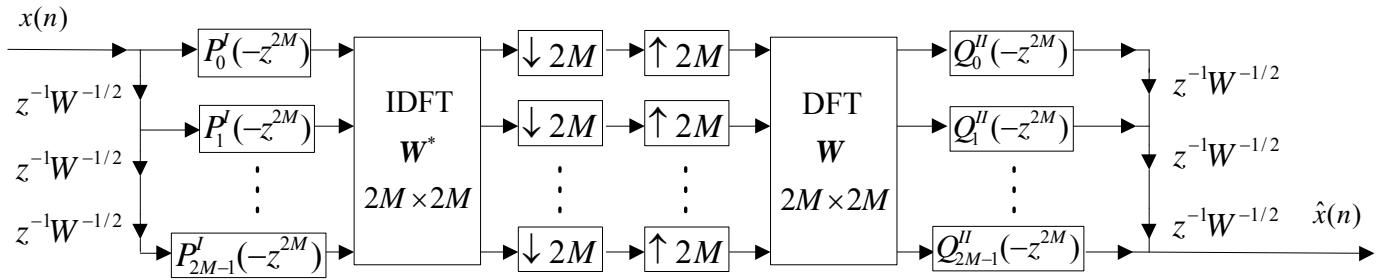 x(n)
P_0^I(−z^{2M})
↓ 2M
↑ 2M
Q_0^{II}(−z^{2M})
z^{−1}W^{−1/2}
IDFT
W^*
2M × 2M
DFT
W
2M × 2M
z^{−1}W^{−1/2}
P_1^I(−z^{2M})
↓ 2M
↑ 2M
Q_1^{II}(−z^{2M})
z^{−1}W^{−1/2}
z^{−1}W^{−1/2}
z^{−1}W^{−1/2}
z^{−1}W^{−1/2}
x̂(n)
P_{2M−1}^I(−z^{2M})
↓ 2M
↑ 2M
Q_{2M−1}^{II}(−z^{2M})